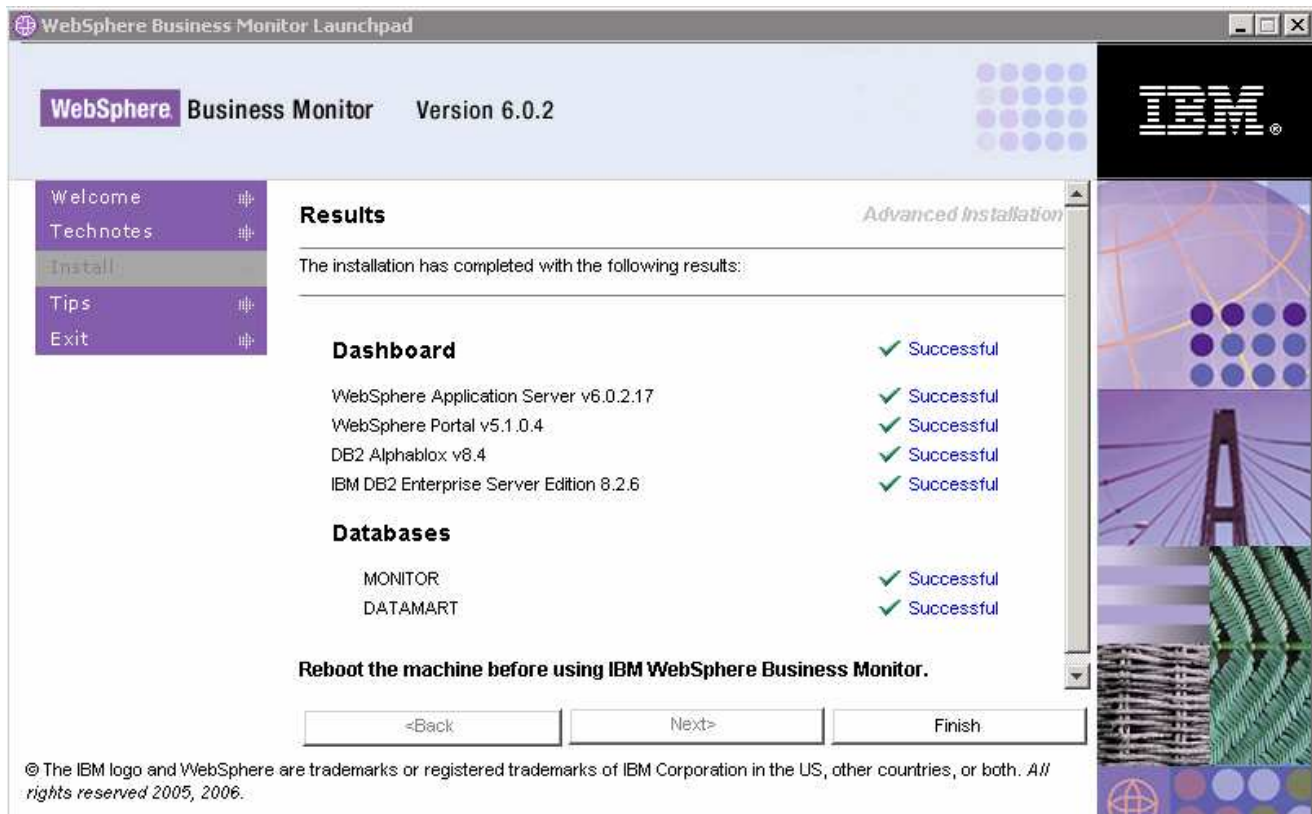 WebSphere Business Monitor Launchpad
WebSphere Business Monitor Version 6.0.2
IBM®
Welcome
Technotes
Install
Tips
Exit
Results Advanced Installation
The installation has completed with the following results:
Dashboard Successful
WebSphere Application Server v6.0.2.17 Successful
WebSphere Portal v5.1.0.4 Successful
DB2 Alphablox v8.4 Successful
IBM DB2 Enterprise Server Edition 8.2.6 Successful
Databases
MONITOR Successful
DATAMART Successful
Reboot the machine before using IBM WebSphere Business Monitor.
<Back Next> Finish
© The IBM logo and WebSphere are trademarks or registered trademarks of IBM Corporation in the US, other countries, or both. All
rights reserved 2005, 2006.